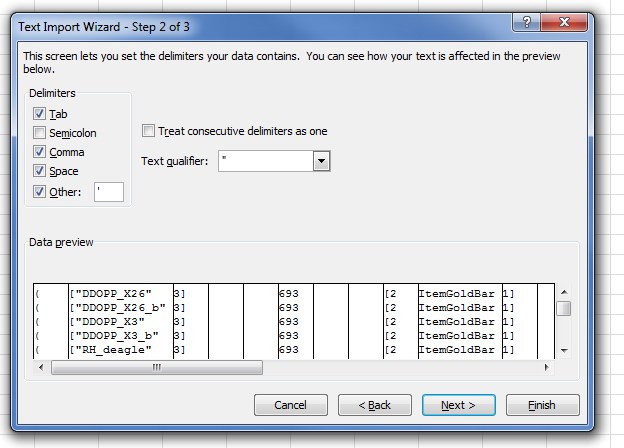 Text Import Wizard - Step 2 of 3
This screen lets you set the delimiters your data contains. You can see how your text is affected in the preview
below.
Delimiters
Tab
Semicolon
Comma
Space
Other: '
Treat consecutive delimiters as one
Text qualifier: "
Data preview
( ["DDOPP_X26" 3] 693 [2 ItemGoldBar 1]
( ["DDOPP_X26_b" 3] 693 [2 ItemGoldBar 1]
( ["DDOPP_X3" 3] 693 [2 ItemGoldBar 1]
( ["DDOPP_X3_b" 3] 693 [2 ItemGoldBar 1]
( ["RH_deagle" 3] 693 [2 ItemGoldBar 1]
Cancel < Back Next > Finish